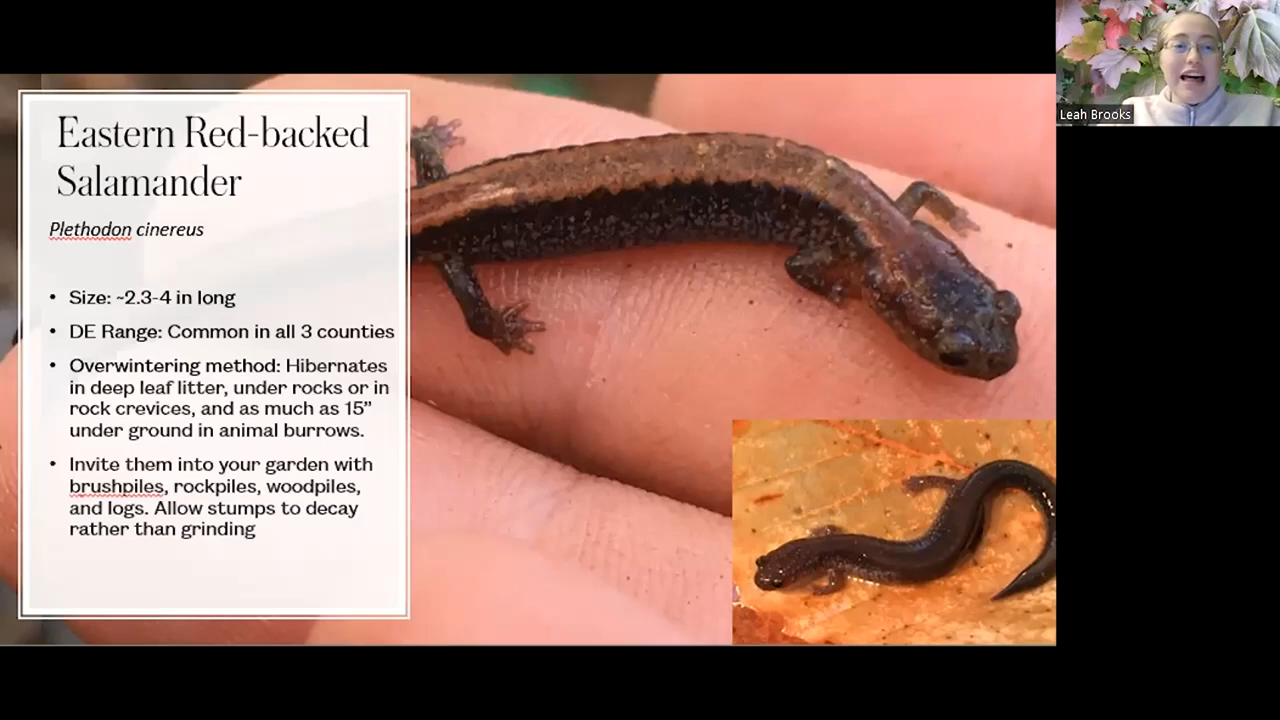 Eastern Red-backed
Salamander
Plethodon cinereus
• Size: ~2.3-4 in long
• DE Range: Common in all 3 counties
• Overwintering method: Hibernates
in deep leaf litter, under rocks or in
rock crevices, and as much as 15”
under ground in animal burrows.
• Invite them into your garden with
brushpiles, rockpiles, woodpiles,
and logs. Allow stumps to decay
rather than grinding
Leah Brooks